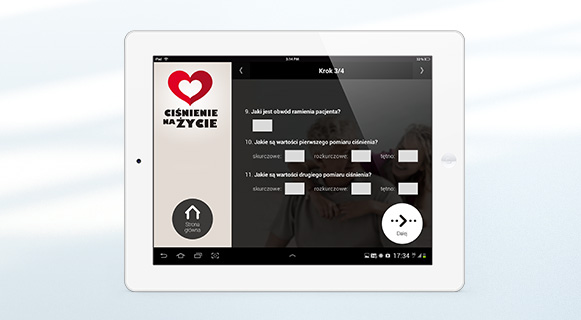 iPad
5:14 PM
52%
CIŚNIENIE
NA ŻYCIE
Krok 3/4
9. Jaki jest obwód ramienia pacjenta?
10. Jakie są wartości pierwszego pomiaru ciśnienia?
skurczowe:
rozkurczowe:
tętno:
11. Jakie są wartości drugiego pomiaru ciśnienia?
skurczowe:
rozkurczowe:
tętno:
Strona
główna
Dalej
17:34